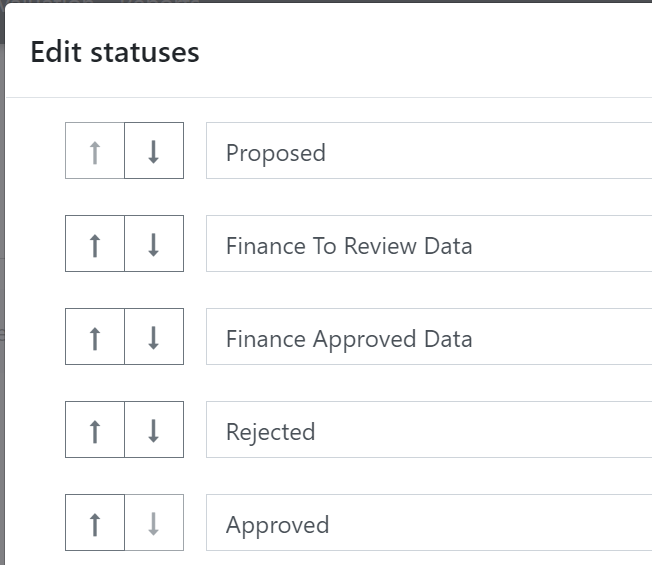 Edit statuses
Proposed
Finance To Review Data
Finance Approved Data
Rejected
Approved